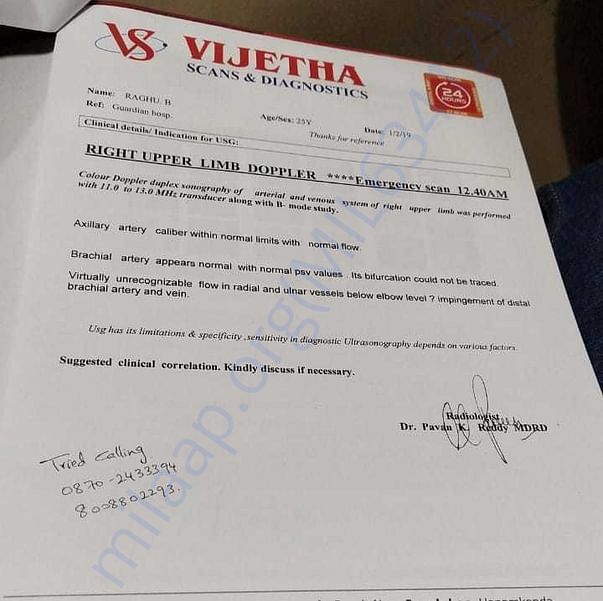 VS VIJETHA
SCANS & DIAGNOSTICS
24
HOURS
Name: RAGHU. B
Age/Sex: 25Y
Date: 1/2/19
Ref: Guardian hosp.
Thanks for reference
Clinical details/ Indication for USG:
RIGHT UPPER LIMB DOPPLER ****Emergency scan 12.40AM
Colour Doppler duplex sonography of arterial and venous system of right upper limb was performed
with 11.0 to 13.0 MHz transducer along with B- mode study.
Axillary artery caliber within normal limits with normal flow.
Brachial artery appears normal with normal psv values . Its bifurcation could not be traced.
Virtually unrecognizable flow in radial and ulnar vessels below elbow level ? impingement of distal
brachial artery and vein.
Usg has its limitations & specificity ,sensitivity in diagnostic Ultrasonography depends on various factors.
Suggested clinical correlation. Kindly discuss if necessary.
Radiologist
Dr. Pavan K. Reddy MDRD
Tried Calling
0870-2433394
8008802293.